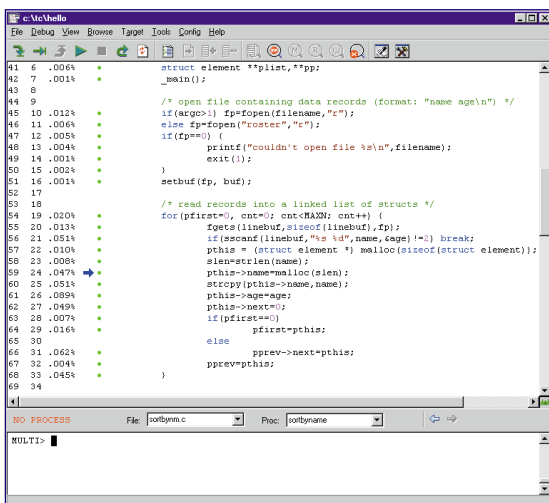 c:\tc\hello
File Debug View Browse Target Tools Config Help
41 6 .006% struct element **plist,**pp;
42 7 .001% _main();
43 8
44 9 /* open file containing data records (format: "name age\n") */
45 10 .012% if(argc>1) fp=fopen(filename,"r");
46 11 .006% else fp=fopen("roster","r");
47 12 .005% if(fp==0) {
48 13 .004% printf("couldn't open file %s\n",filename);
49 14 .001% exit(1);
50 15 .002% }
51 16 .001% setbuf(fp, buf);
52 17
53 18 /* read records into a linked list of structs */
54 19 .020% for(pfirst=0, cnt=0; cnt<MAXN; cnt++) {
55 20 .013% fgets(linebuf,sizeof(linebuf),fp);
56 21 .051% if(sscanf(linebuf,"%s %d",name,&age)!=2) break;
57 22 .010% pthis = (struct element *) malloc(sizeof(struct element));
58 23 .008% slen=strlen(name);
59 24 .047% pthis->name=malloc(slen);
60 25 .051% strcpy(pthis->name,name);
61 26 .089% pthis->age=age;
62 27 .049% pthis->next=0;
63 28 .007% if(pfirst==0)
64 29 .016% pfirst=pthis;
65 30 else
66 31 .062% pprev->next=pthis;
67 32 .004% pprev=pthis;
68 33 .045% }
69 34
NO PROCESS File: sortbynm.c Proc: sortbyname
MULTI>